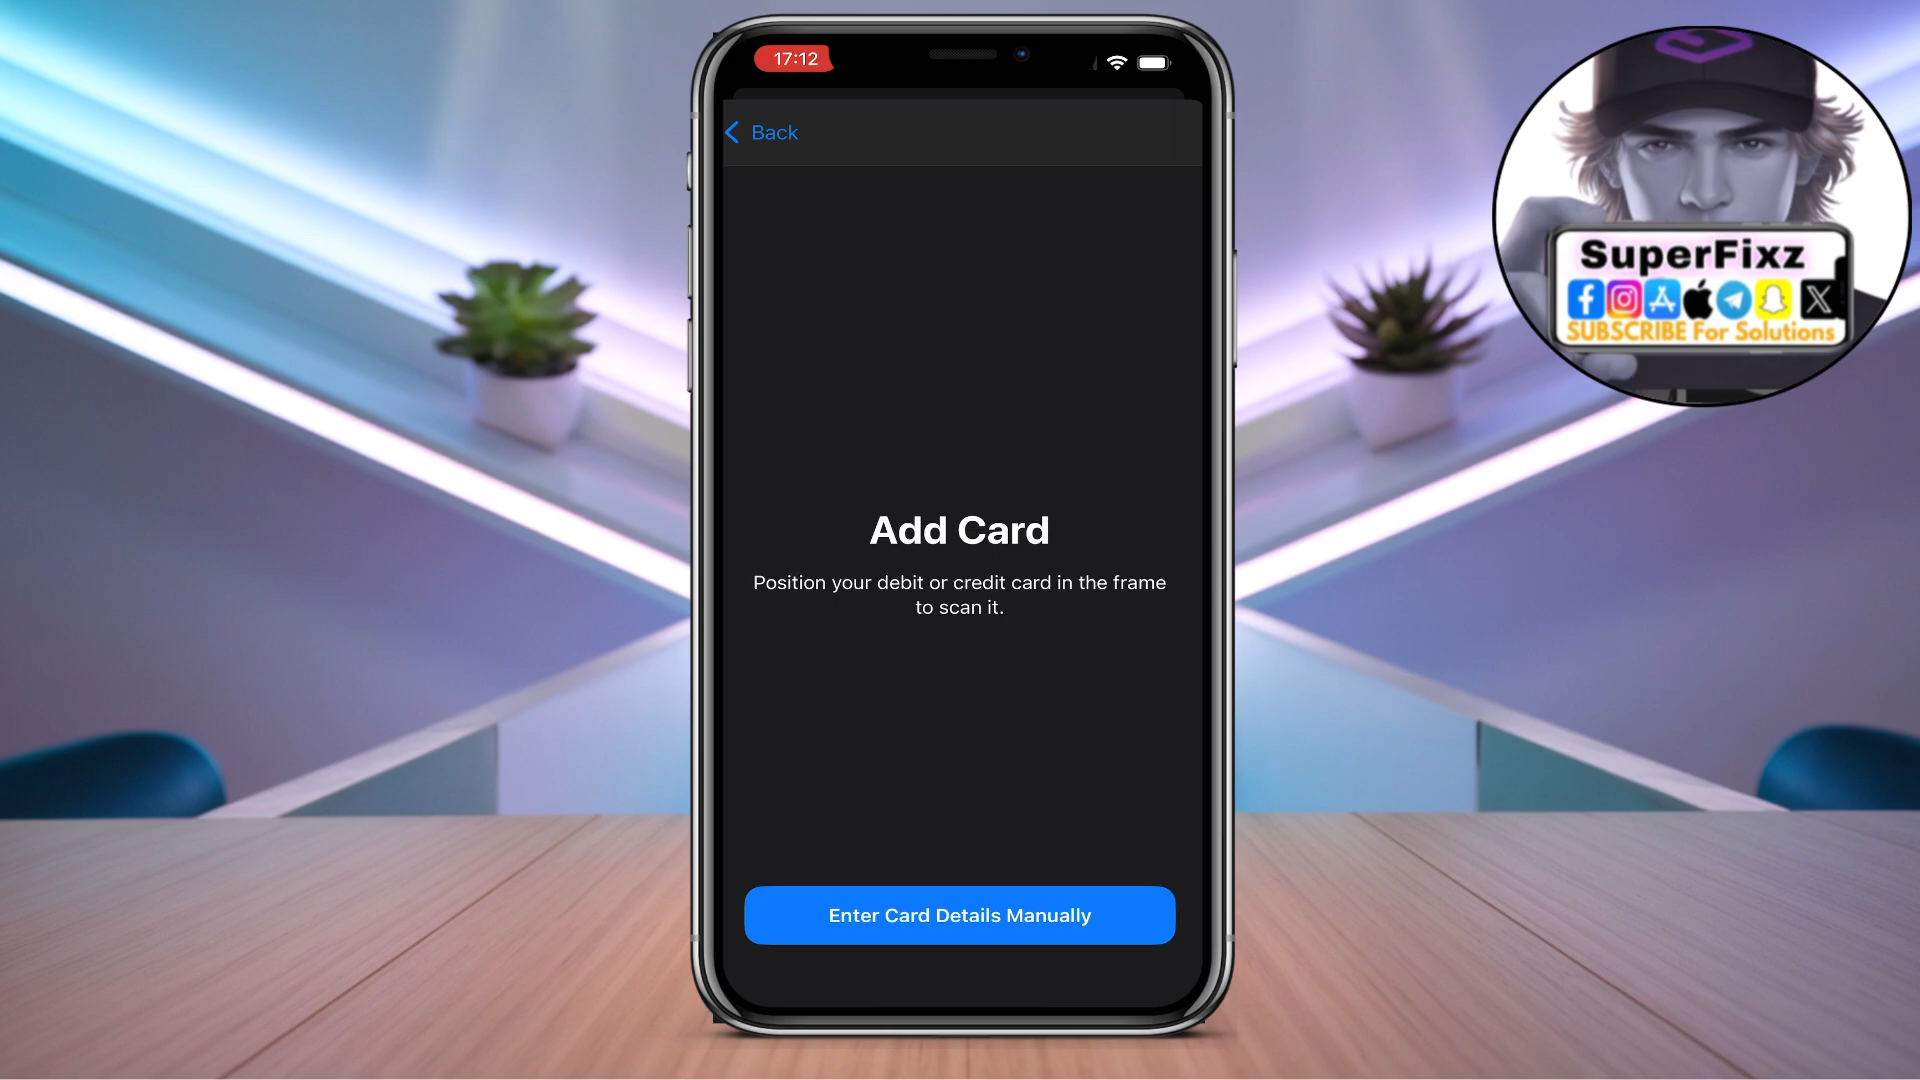 17:12
Back
Add Card
Position your debit or credit card in the frame
to scan it.
Enter Card Details Manually
SuperFixz
SUBSCRIBE For Solutions